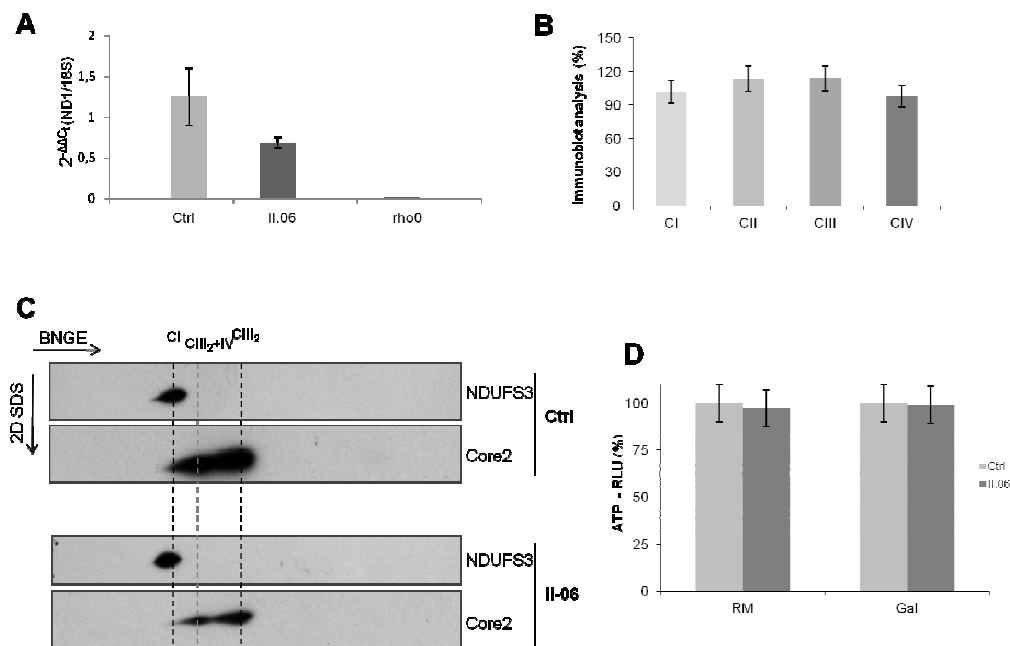 A
2-ΔΔCt(ND1/18S)
2
1,5
1
0,5
0
Ctrl
II.06
rho0
B
Immunoblot analysis (%)
150
120
90
60
30
0
CI
CII
CIII
CIV
C
BNGE
CI
CIII2+IV
CIII2
2D SDS
NDUFS3
Core2
Ctrl
NDUFS3
Core2
II-06
D
ATP - RLU (%)
100
75
50
25
0
RM
Gal
Ctrl
II.06